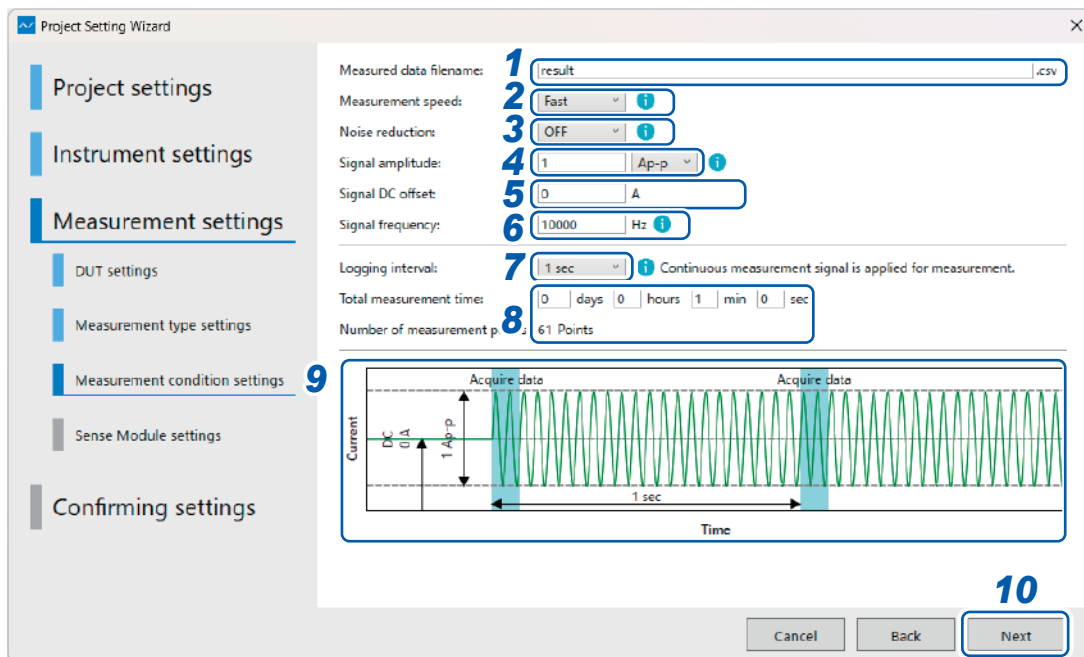 Project Setting Wizard
Project settings
Instrument settings
Measurement settings
DUT settings
Measurement type settings
Measurement condition settings
Sense Module settings
Confirming settings
Measured data filename: 1 result .csv
Measurement speed: 2 Fast
Noise reduction: 3 OFF
Signal amplitude: 4 1 Ap-p
Signal DC offset: 5 0 A
Signal frequency: 6 10000 Hz
Logging interval: 7 1 sec Continuous measurement signal is applied for measurement.
Total measurement time: 0 days 0 hours 1 min 0 sec
8
Number of measurement p 61 Points
9
Acquire data Acquire data
Current
DC
0 A
1 Ap-p
1 sec
Time
10
Cancel Back Next